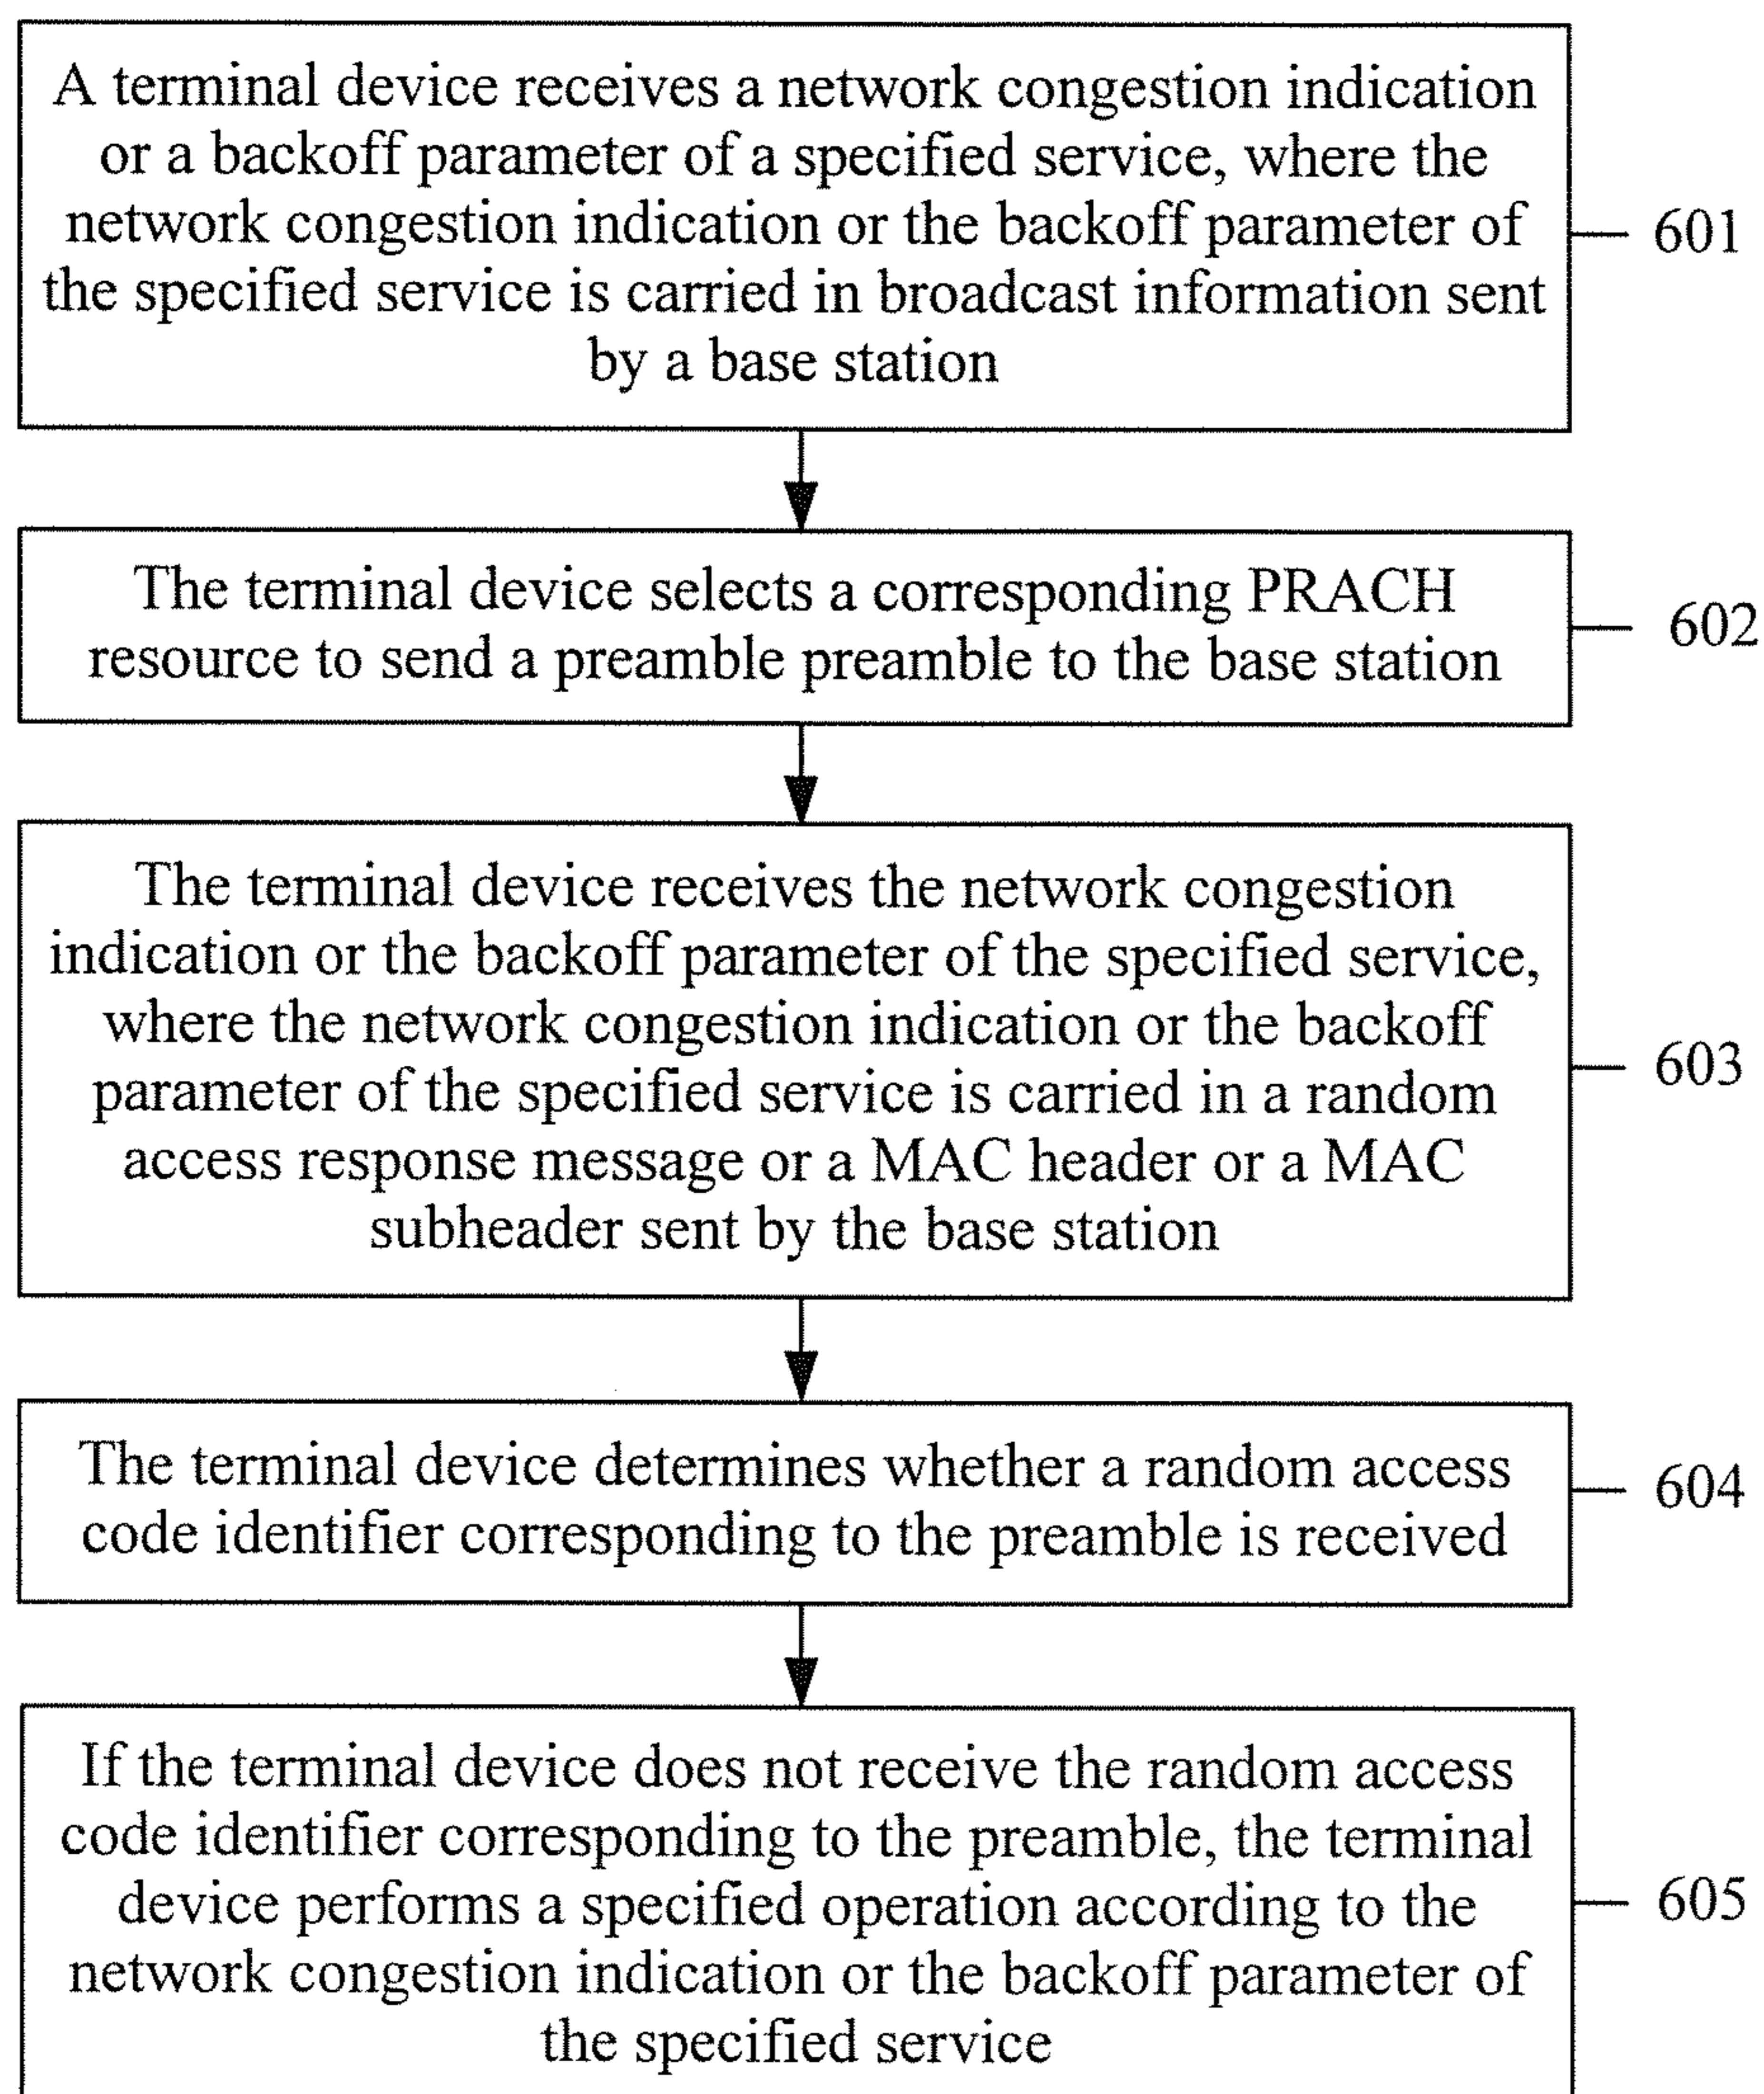 A terminal device receives a network congestion indication
or a backoff parameter of a specified service, where the
network congestion indication or the backoff parameter of
the specified service is carried in broadcast information sent
by a base station
601
The terminal device selects a corresponding PRACH
resource to send a preamble preamble to the base station
602
The terminal device receives the network congestion
indication or the backoff parameter of the specified service,
where the network congestion indication or the backoff
parameter of the specified service is carried in a random
access response message or a MAC header or a MAC
subheader sent by the base station
603
The terminal device determines whether a random access
code identifier corresponding to the preamble is received
604
If the terminal device does not receive the random access
code identifier corresponding to the preamble, the terminal
device performs a specified operation according to the
network congestion indication or the backoff parameter of
the specified service
605